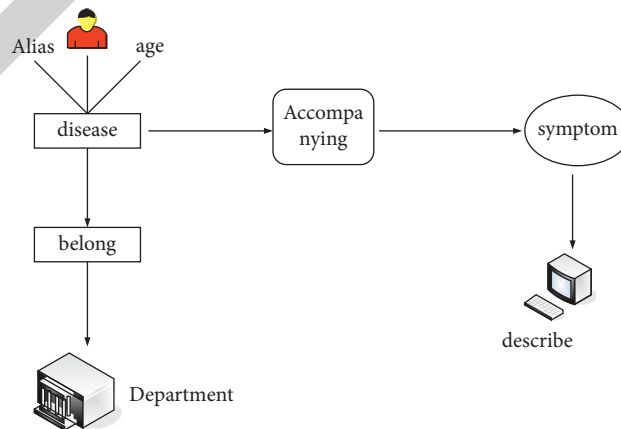 Alias
age
disease
Accompa
nying
symptom
belong
describe
Department